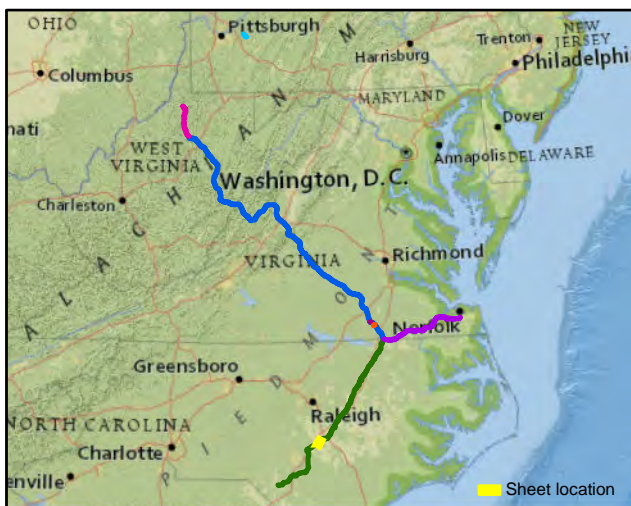 OHIO
Pittsburgh
M
Harrisburg
Trenton
NEW
JERSEY
Philadelphia
Columbus
nati
MARYLAND
Dover
WEST
VIRGINIA
Annapolis
DELAWARE
Washington, D.C.
Charleston
A P P A L A C H I A N
Richmond
VIRGINIA
P I E D M O N T
Norfolk
Greensboro
Raleigh
NORTH CAROLINA
Charlotte
enville
Sheet location